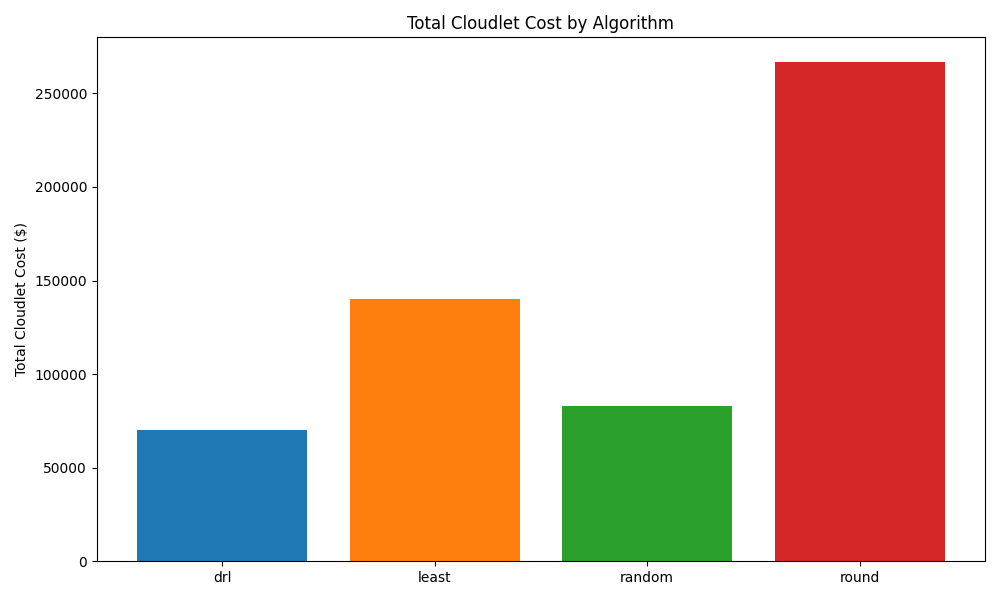 Total Cloudlet Cost by Algorithm
Total Cloudlet Cost ($)
250000
200000
150000
100000
50000
0
drl least random round